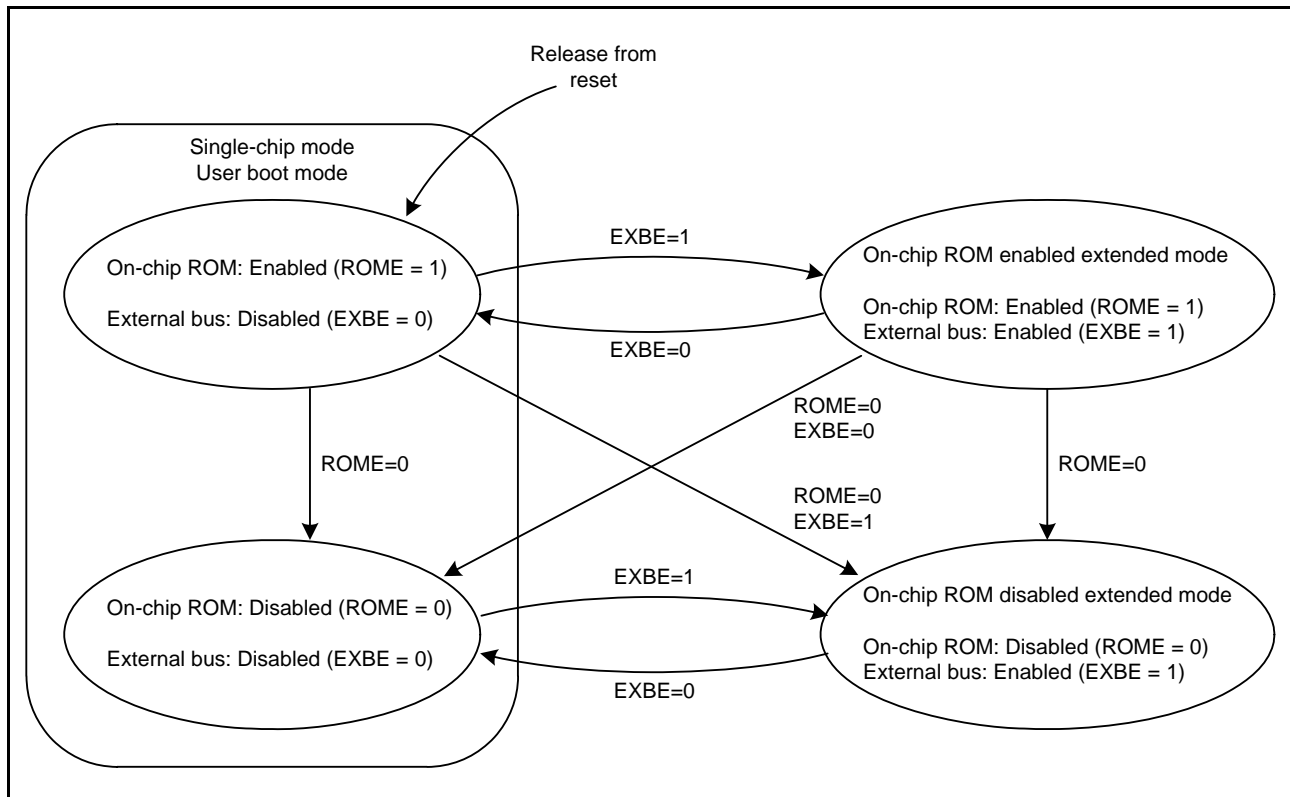 Release from
reset
Single-chip mode
User boot mode
On-chip ROM: Enabled (ROME = 1)
External bus: Disabled (EXBE = 0)
EXBE=1
EXBE=0
On-chip ROM enabled extended mode
On-chip ROM: Enabled (ROME = 1)
External bus: Enabled (EXBE = 1)
ROME=0
ROME=0
EXBE=0
ROME=0
EXBE=1
ROME=0
On-chip ROM: Disabled (ROME = 0)
External bus: Disabled (EXBE = 0)
EXBE=1
EXBE=0
On-chip ROM disabled extended mode
On-chip ROM: Disabled (ROME = 0)
External bus: Enabled (EXBE = 1)